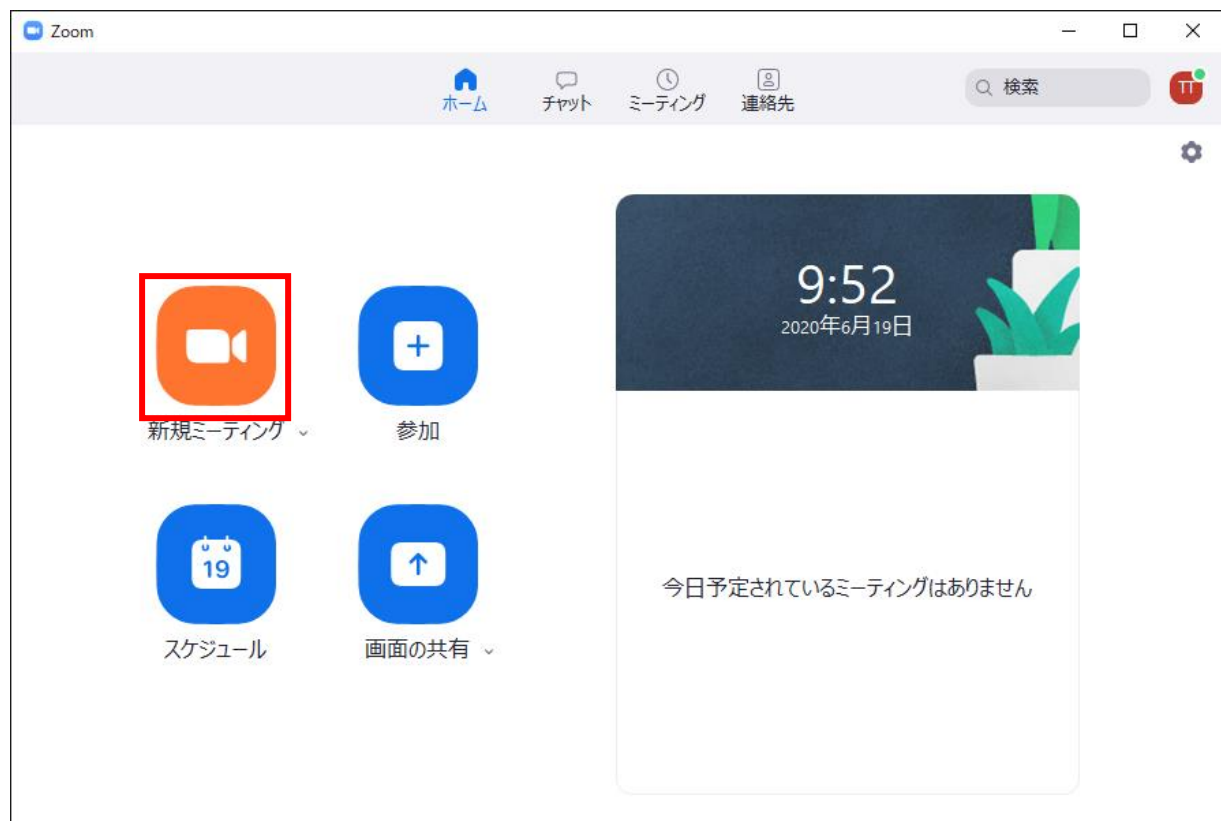 Zoom
ホーム
チャット
ミーティング
連絡先
検索
TT
9:52
2020年6月19日
新規ミーティング
参加
19
スケジュール
画面の共有
今日予定されているミーティングはありません